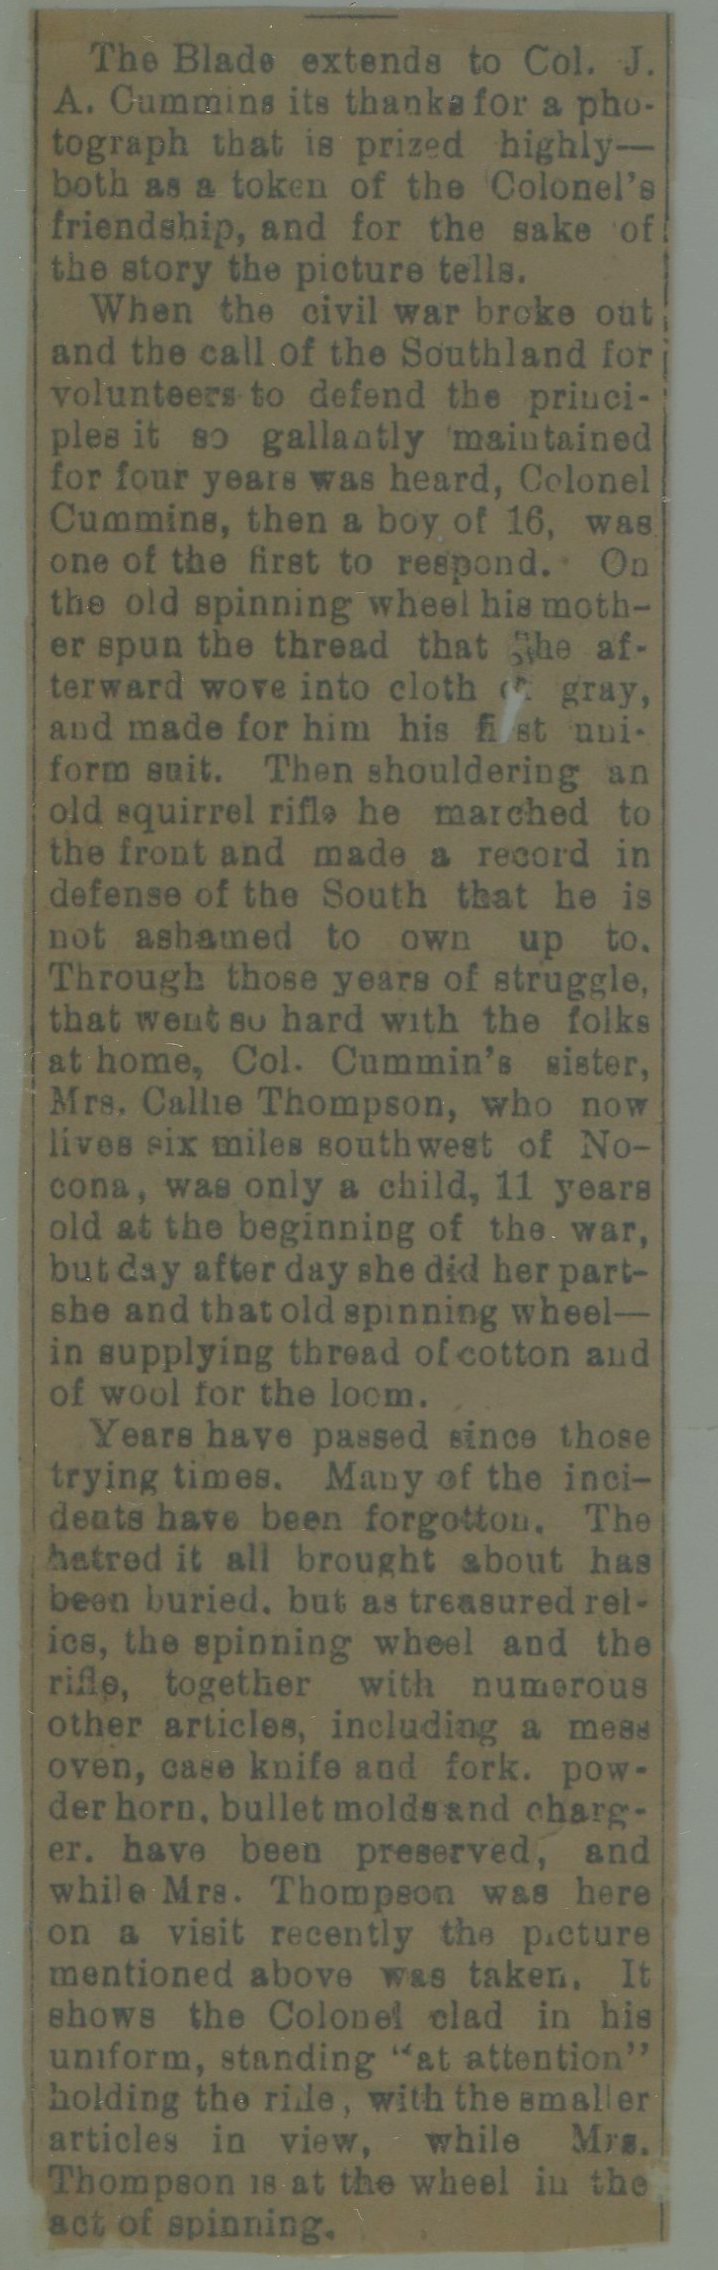 The Blade extends to Col. J.
A. Cummins its thanks for a pho-
tograph that is prized highly—
both as a token of the Colonel's
friendship, and for the sake of
the story the picture tells.
When the civil war broke out
and the call of the Southland for
volunteers to defend the princi-
ples it so gallantly maintained
for four years was heard, Colonel
Cummins, then a boy of 16, was
one of the first to respond. On
the old spinning wheel his moth-
er spun the thread that she af-
terward wove into cloth gray,
and made for him his first uni-
form suit. Then shouldering an
old squirrel rifle he marched to
the front and made a record in
defense of the South that he is
not ashamed to own up to.
Through those years of struggle,
that went so hard with the folks
at home, Col. Cummin's sister,
Mrs. Callie Thompson, who now
lives six miles southwest of No-
cona, was only a child, 11 years
old at the beginning of the war,
but day after day she did her part-
she and that old spinning wheel—
in supplying thread of cotton and
of wool for the loom.
Years have passed since those
trying times. Many of the inci-
dents have been forgotton. The
hatred it all brought about has
been buried. but as treasured rel-
ics, the spinning wheel and the
rifle, together with numerous
other articles, including a mess
oven, case knife and fork. pow-
der horn, bullet molds and charg-
er. have been preserved, and
while Mrs. Thompson was here
on a visit recently the picture
mentioned above was taken. It
shows the Colonel clad in his
uniform, standing "at attention"
holding the rifle, with the smaller
articles in view, while Mrs.
Thompson is at the wheel in the
act of spinning.